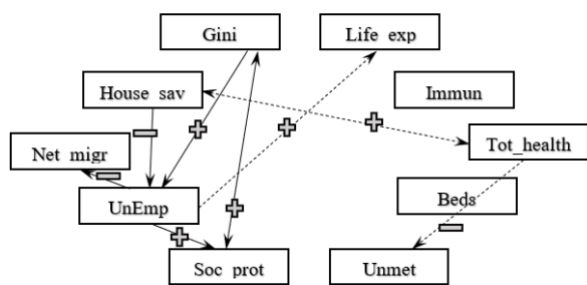 Gini
Life exp
House sav
Immun
Net migr
Tot_health
UnEmp
Beds
Soc prot
Unmet